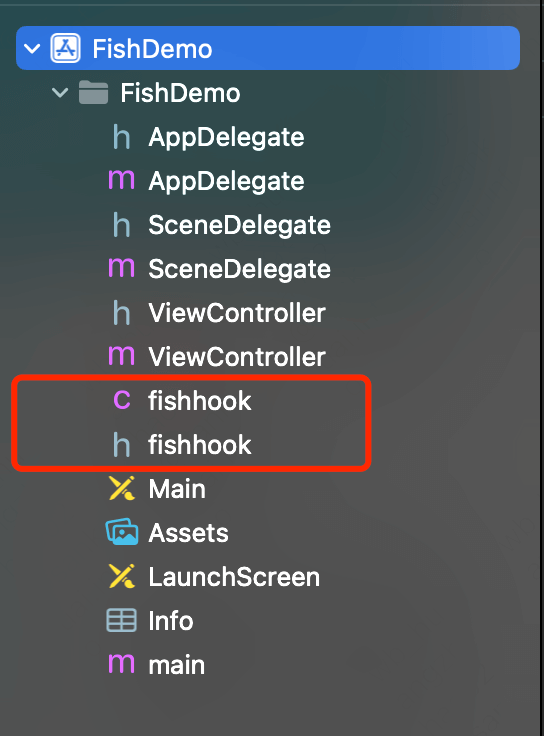 FishDemo
FishDemo
h AppDelegate
m AppDelegate
h SceneDelegate
m SceneDelegate
h ViewController
m ViewController
C fishhook
h fishhook
Main
Assets
LaunchScreen
Info
m main